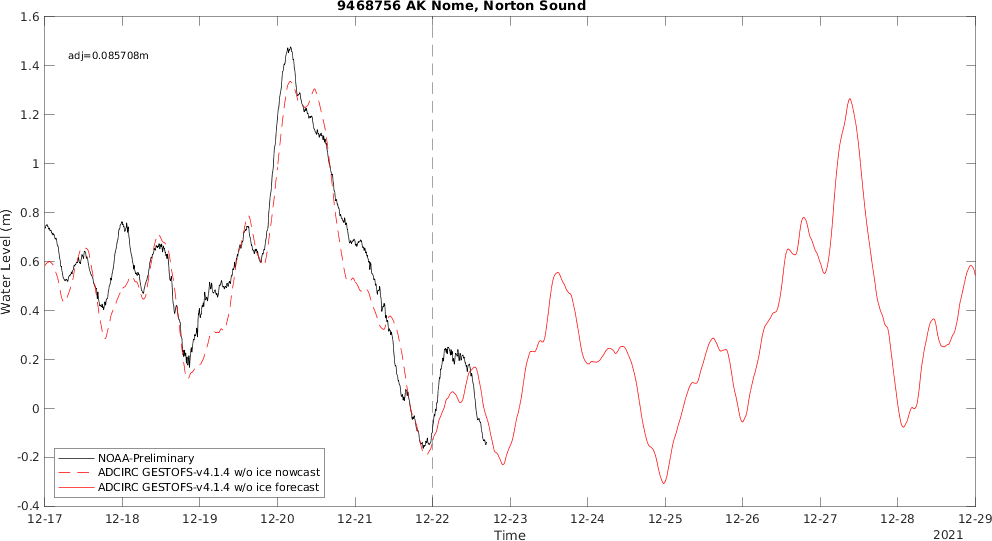 9468756 AK Nome, Norton Sound
1.6
1.4
1.2
1
0.8
0.6
0.4
0.2
0
-0.2
-0.4
Water Level (m)
adj=0.085708m
NOAA-Preliminary
ADCIRC GESTOFS-v4.1.4 w/o ice nowcast
ADCIRC GESTOFS-v4.1.4 w/o ice forecast
12-17 12-18 12-19 12-20 12-21 12-22 12-23 12-24 12-25 12-26 12-27 12-28 12-29
Time
2021